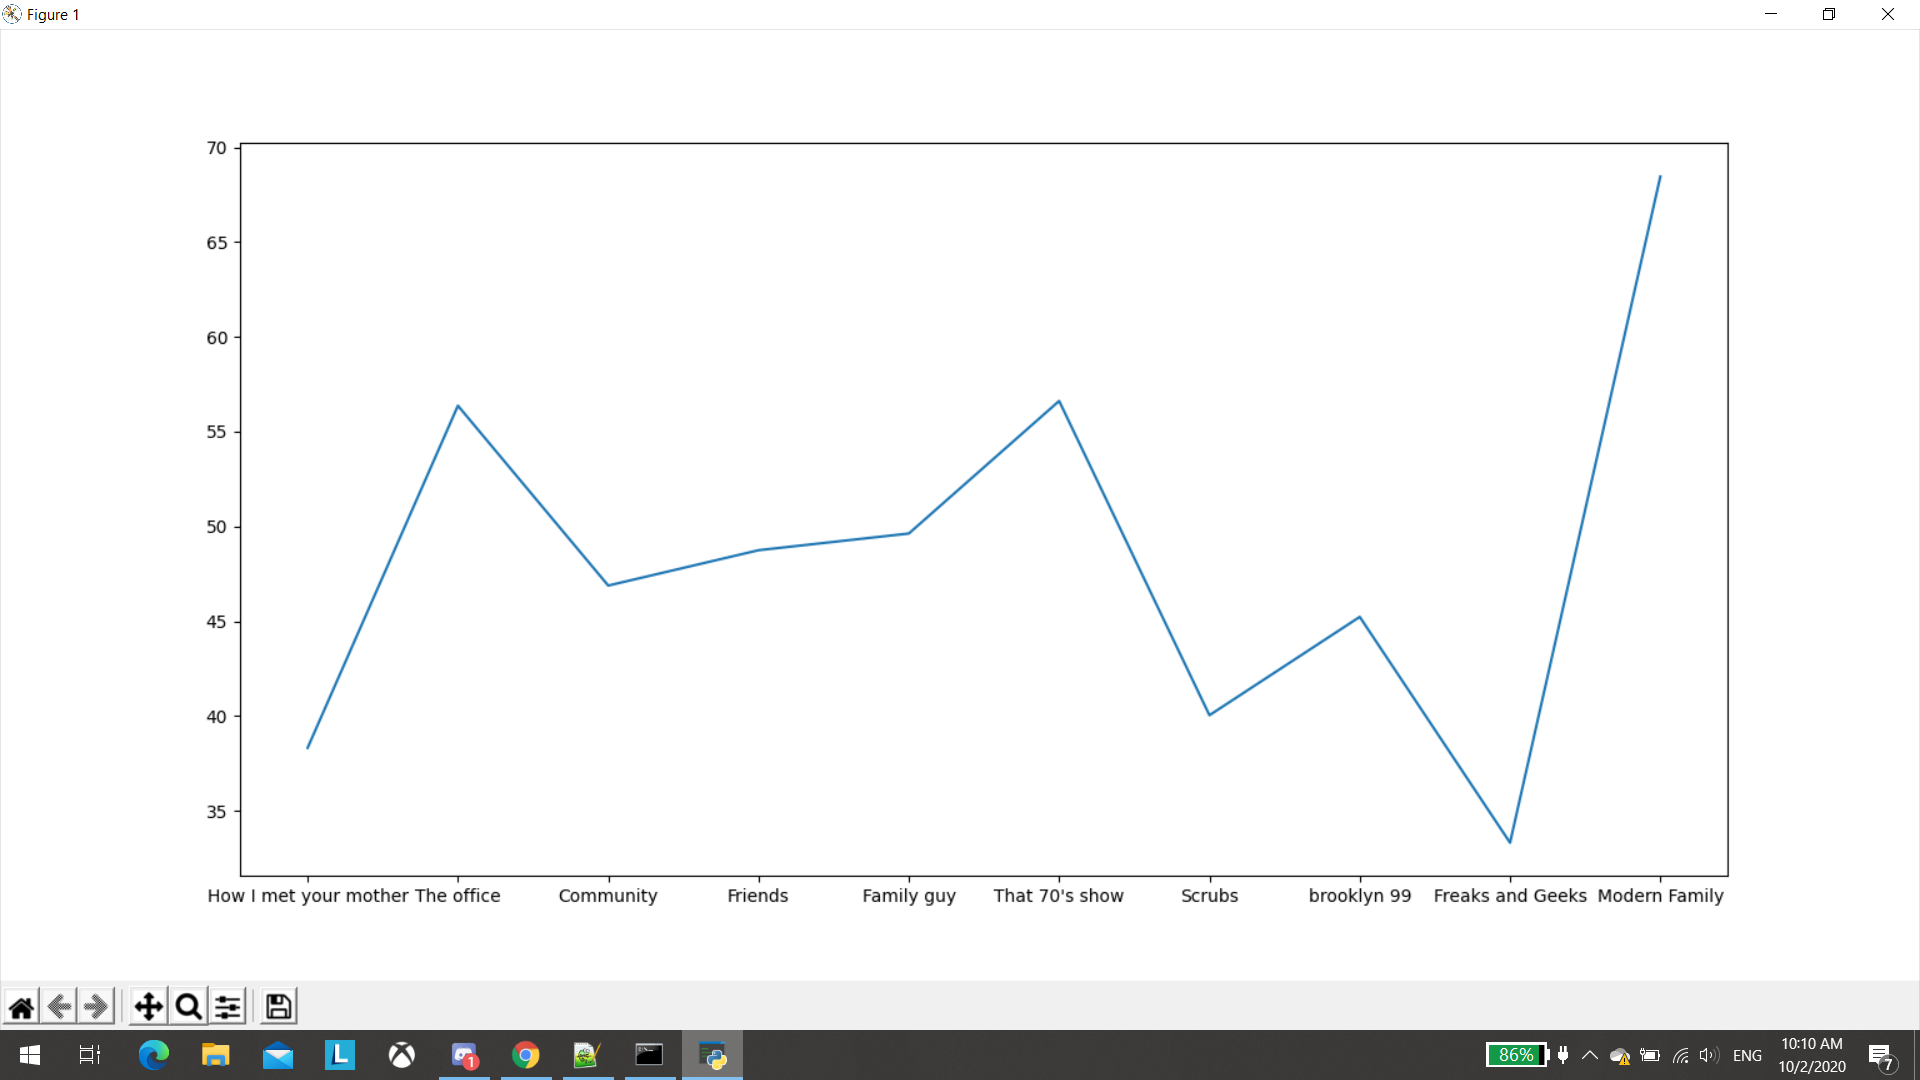 Figure 1
70
65
60
55
50
45
40
35
How I met your mother The office Community Friends Family guy That 70's show Scrubs brooklyn 99 Freaks and Geeks Modern Family
L
1
86%
ENG
10:10 AM
10/2/2020
7